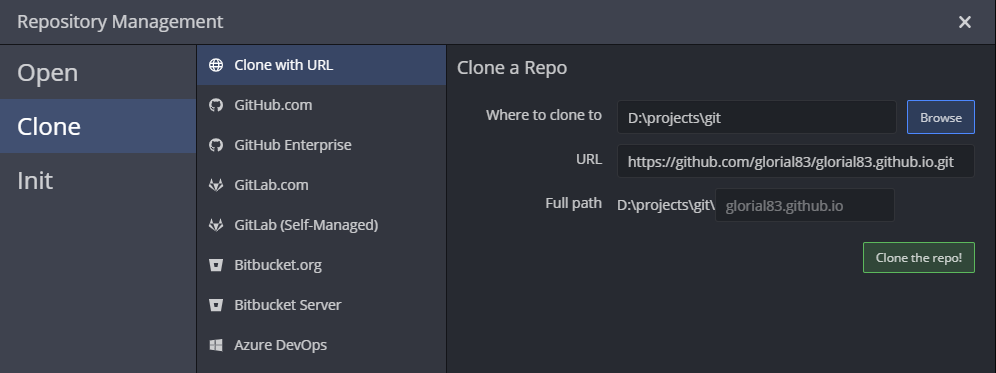 Repository Management
Open
Clone
Init
Clone with URL
GitHub.com
GitHub Enterprise
GitLab.com
GitLab (Self-Managed)
Bitbucket.org
Bitbucket Server
Azure DevOps
Clone a Repo
Where to clone to D:\projects\git Browse
URL https://github.com/glorial83/glorial83.github.io.git
Full path D:\projects\git\ glorial83.github.io
Clone the repo!